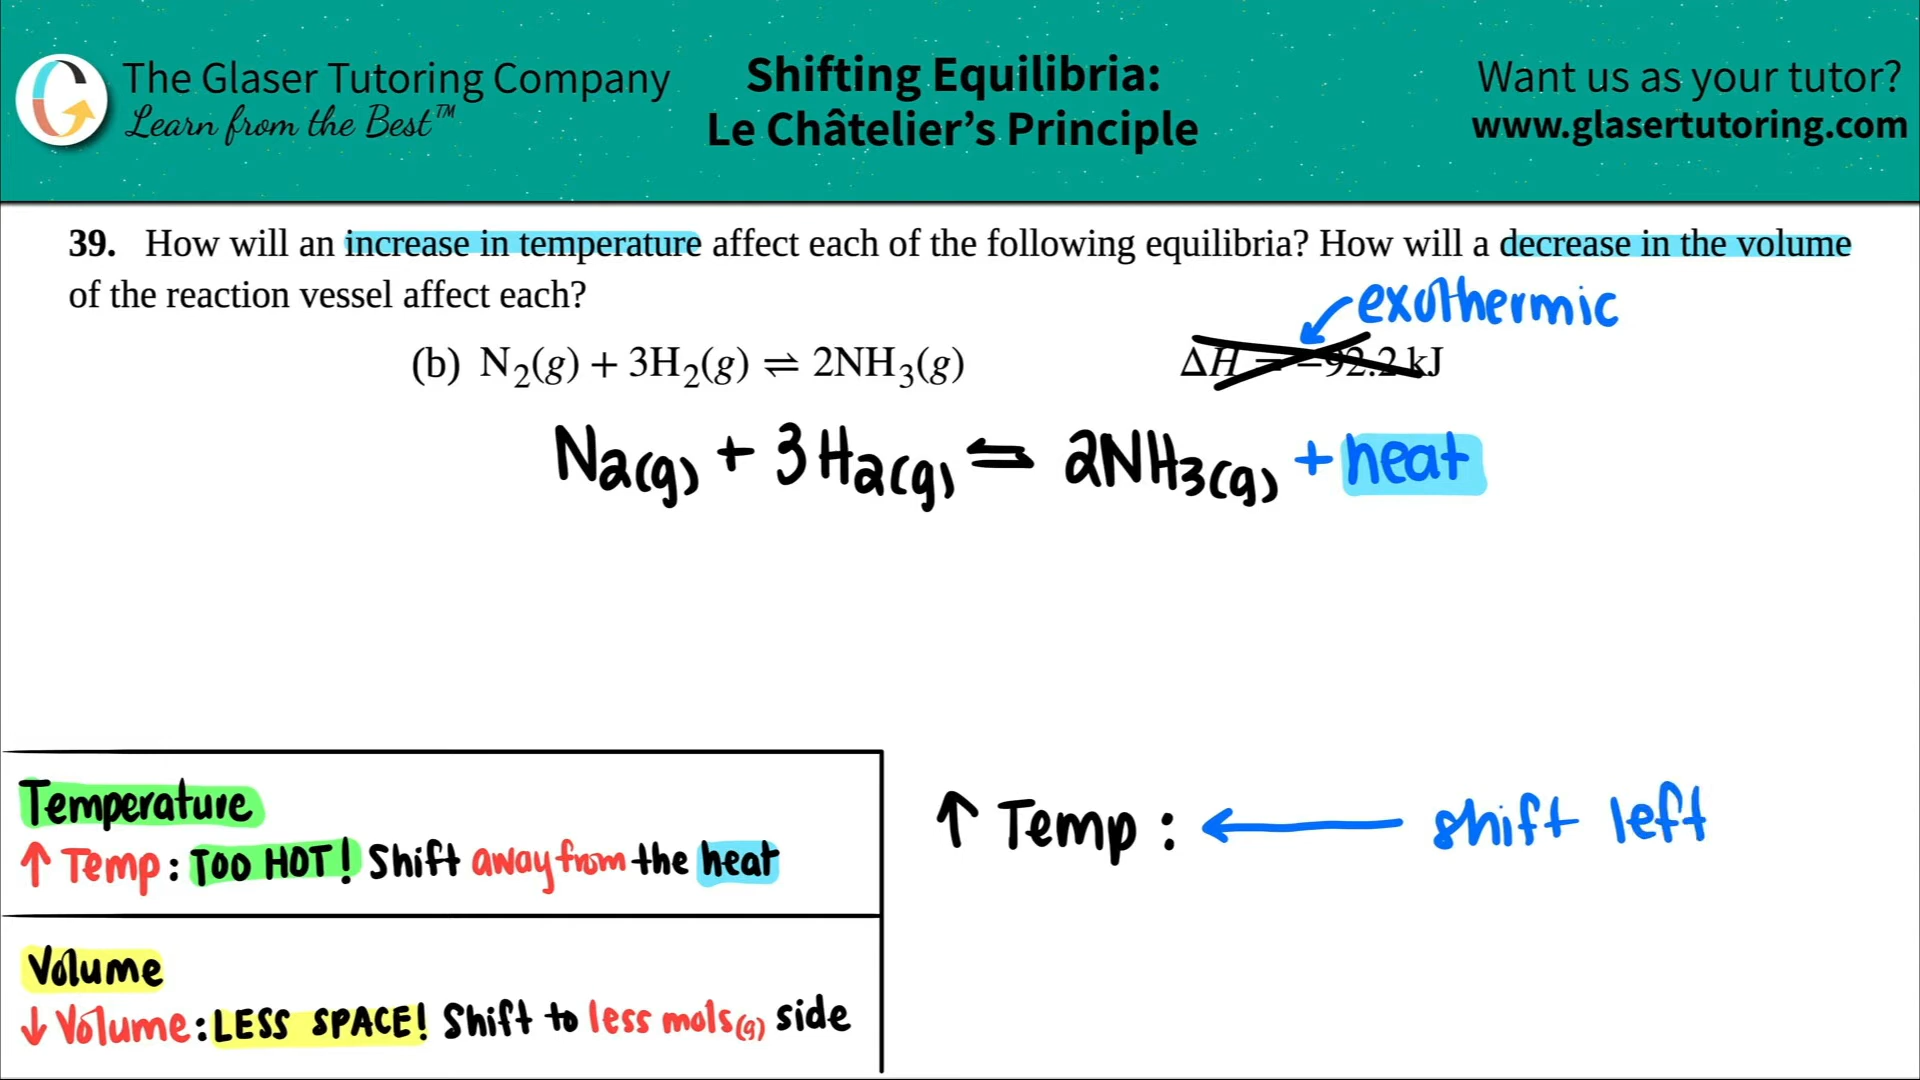 The Glaser Tutoring Company
Learn from the Best™
Shifting Equilibria:
Le Châtelier's Principle
Want us as your tutor?
www.glasertutoring.com
39. How will an increase in temperature affect each of the following equilibria? How will a decrease in the volume
of the reaction vessel affect each?
exothermic
(b) N₂(g) + 3H₂(g) ⇌ 2NH₃(g) ΔH = −92.2 kJ
N₂(g) + 3H₂(g) ⇌ 2NH₃(g) + heat
Temperature
↑ Temp: TOO HOT! Shift away from the heat
Volume
↓ Volume: LESS SPACE! Shift to less mols(g) side
↑ Temp: ← shift left